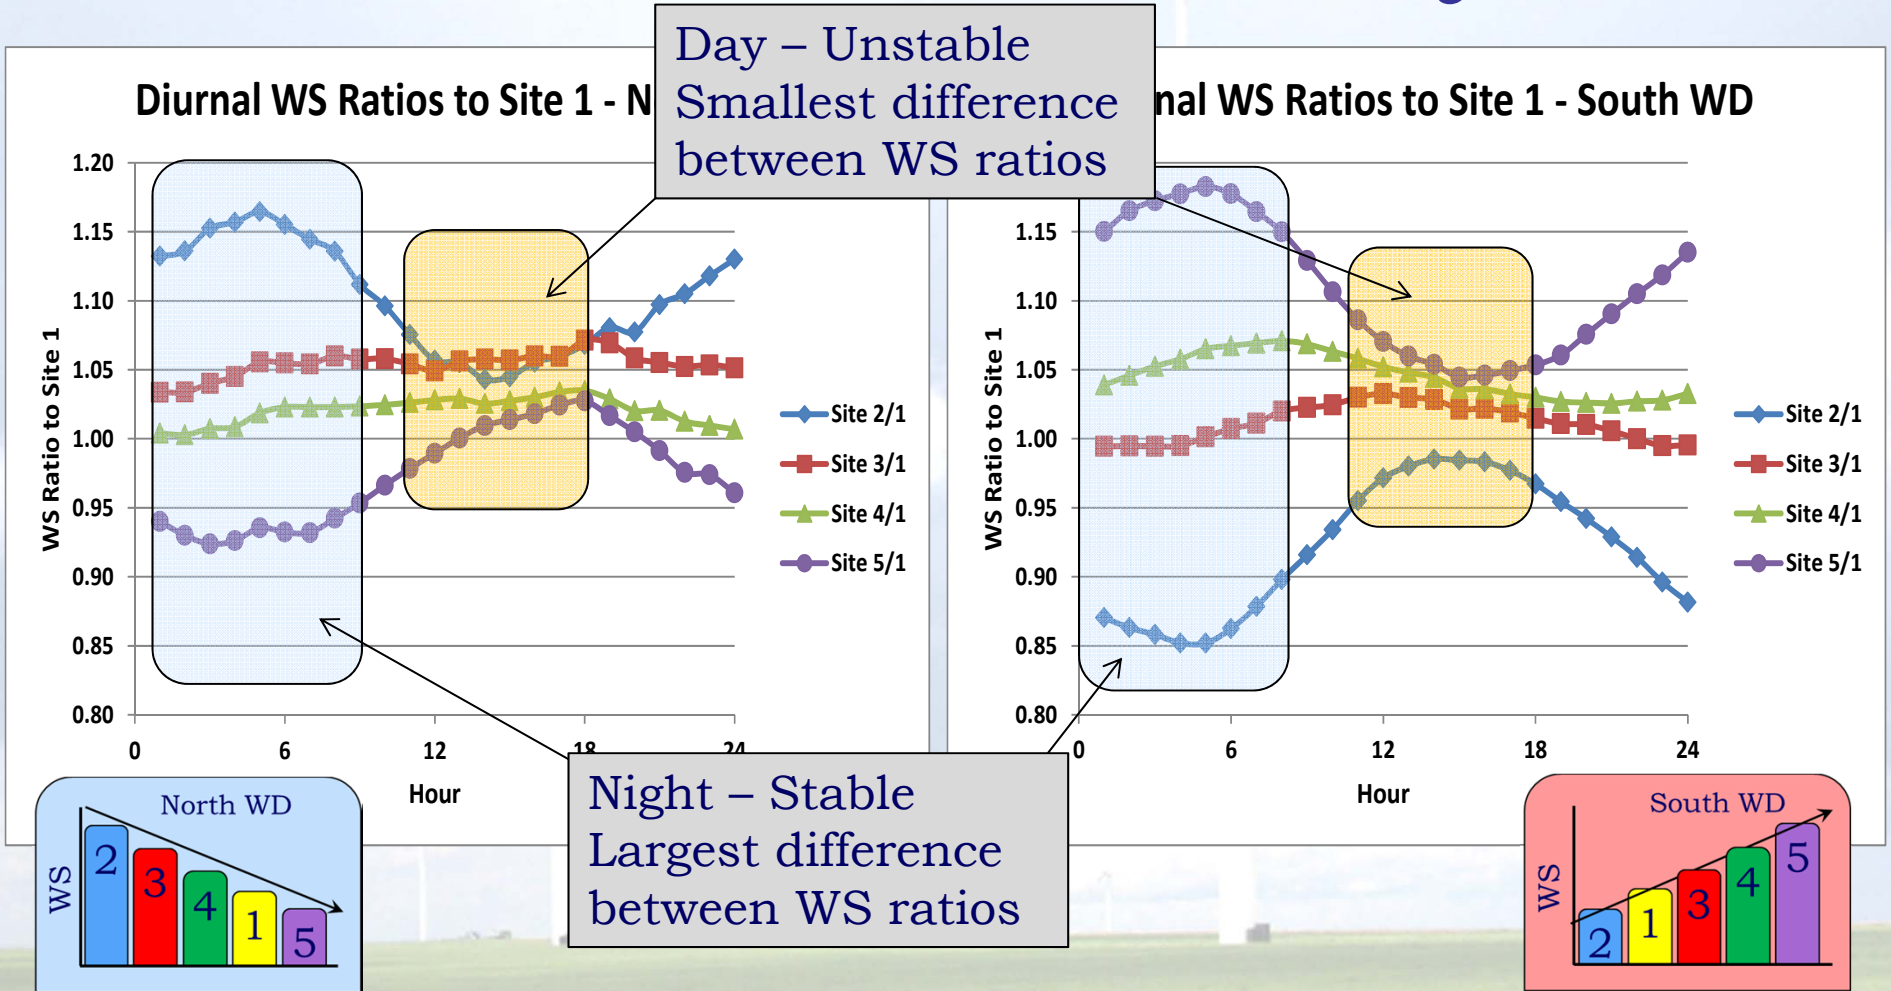 Day – Unstable
Smallest difference
between WS ratios
Diurnal WS Ratios to Site 1 - N
nal WS Ratios to Site 1 - South WD
WS Ratio to Site 1
1.20
1.15
1.10
1.05
1.00
0.95
0.90
0.85
0.80
0 6 12 18 24
Hour
Site 2/1
Site 3/1
Site 4/1
Site 5/1
WS Ratio to Site 1
1.15
1.10
1.05
1.00
0.95
0.90
0.85
0.80
0 6 12 18 24
Hour
Site 2/1
Site 3/1
Site 4/1
Site 5/1
Night – Stable
Largest difference
between WS ratios
North WD
WS
2 3 4 1 5
South WD
WS
2 1 3 4 5